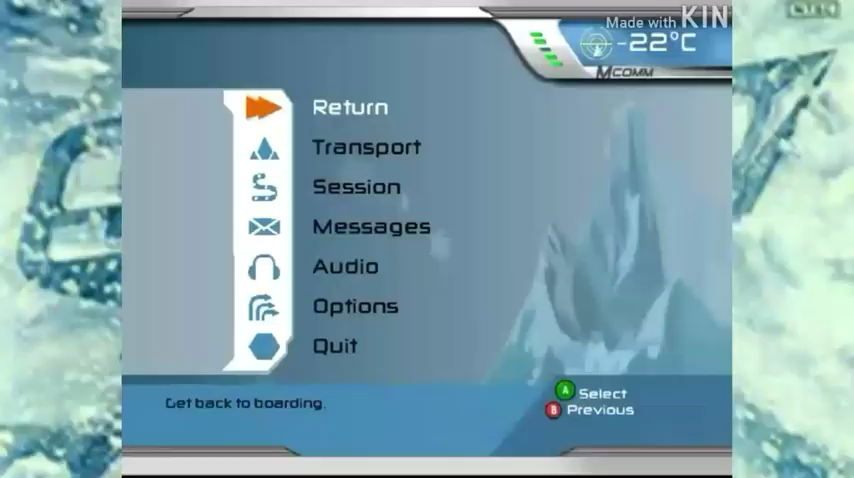 Made with KIN
-22°C
MCOMM
Return
Transport
Session
Messages
Audio
Options
Quit
Get back to boarding.
A Select
B Previous